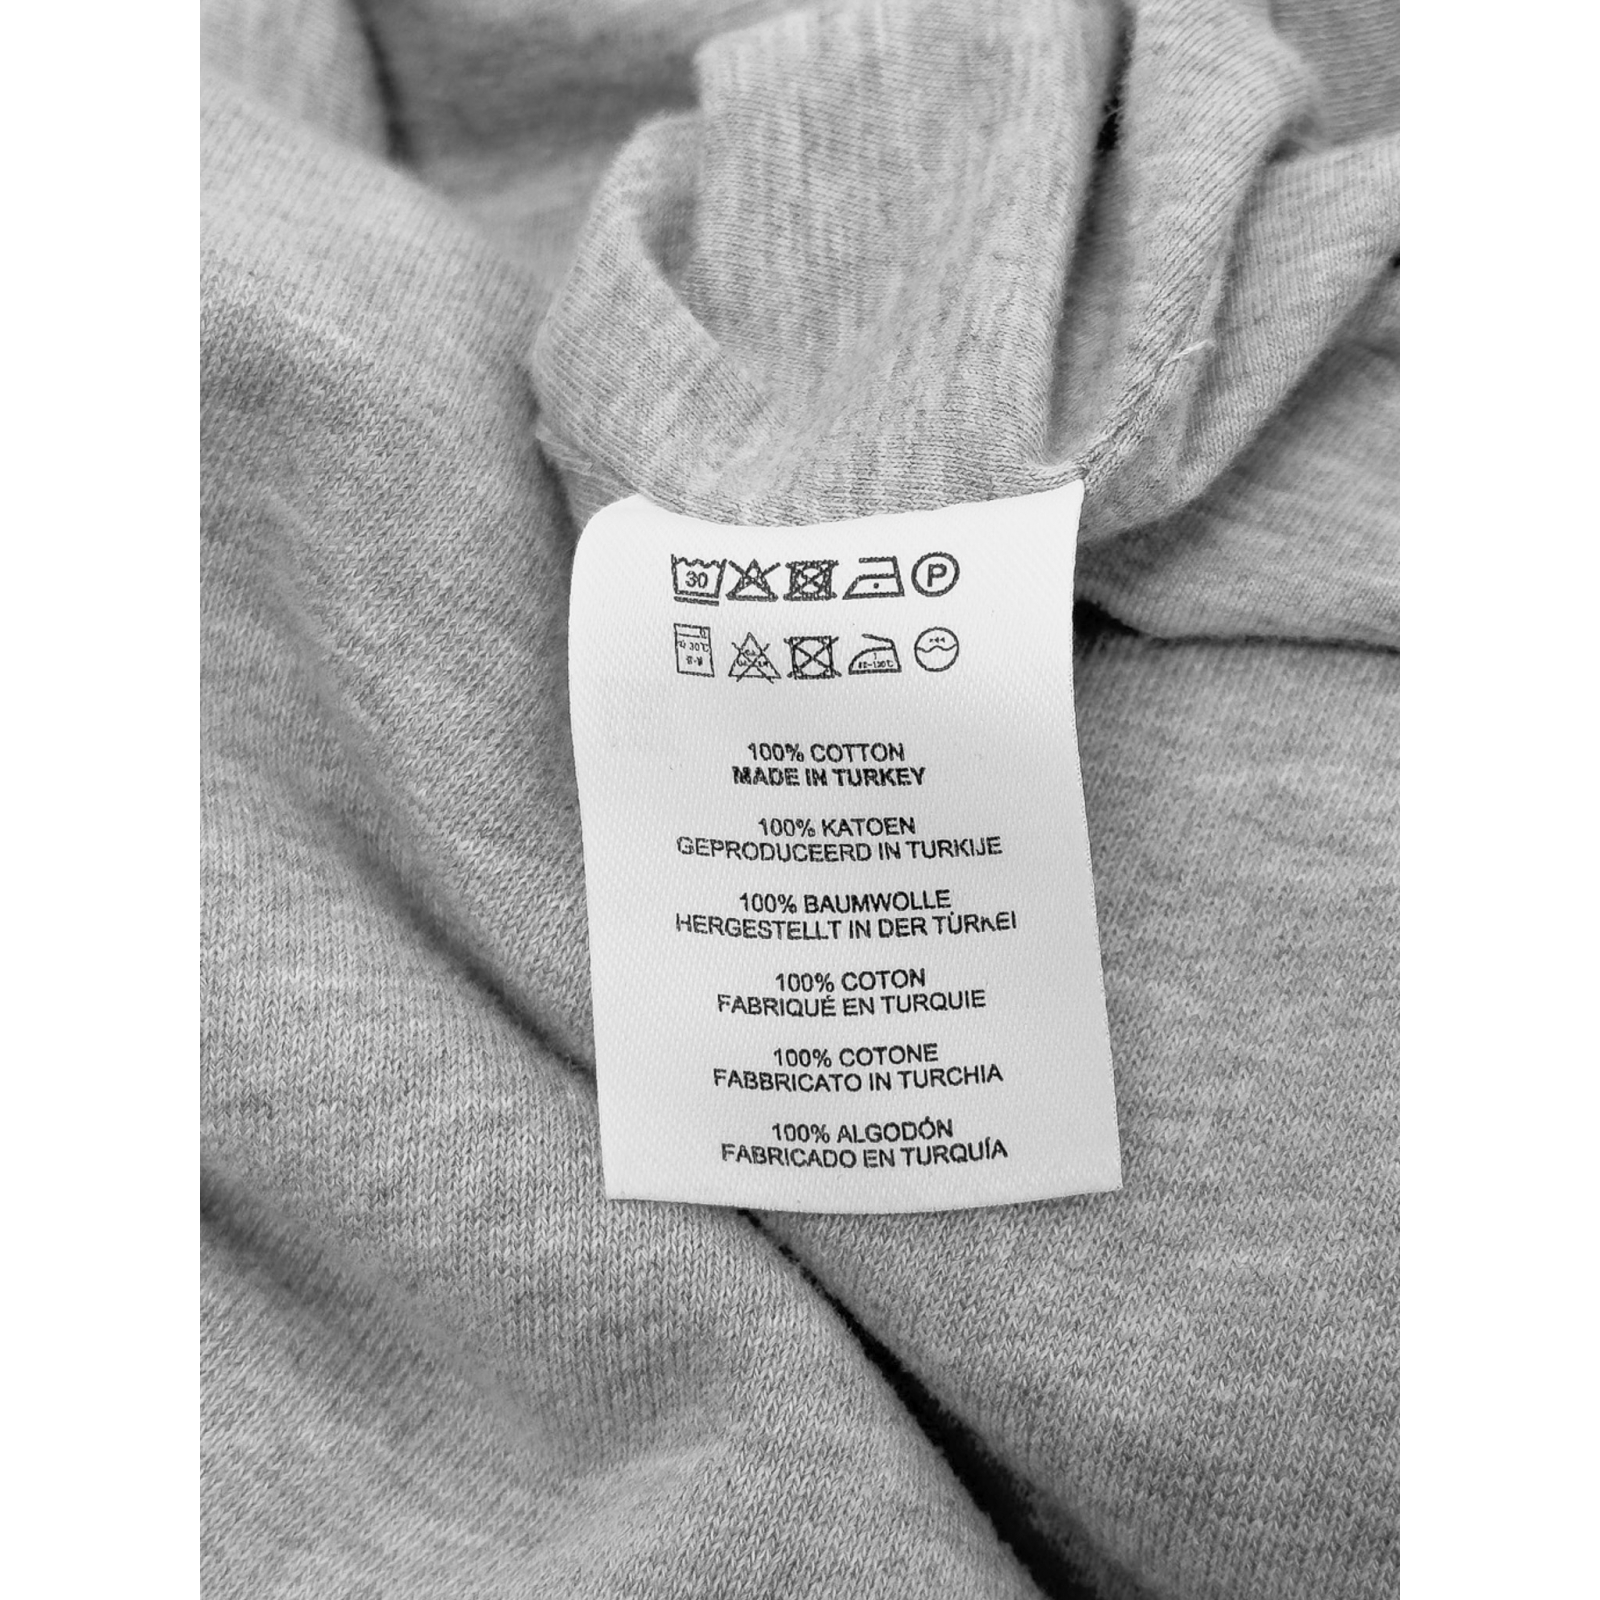 30
P
100% COTTON
MADE IN TURKEY
100% KATOEN
GEPRODUCEERD IN TURKIJE
100% BAUMWOLLE
HERGESTELLT IN DER TÜRKEI
100% COTON
FABRIQUÉ EN TURQUIE
100% COTONE
FABBRICATO IN TURCHIA
100% ALGODÓN
FABRICADO EN TURQUÍA